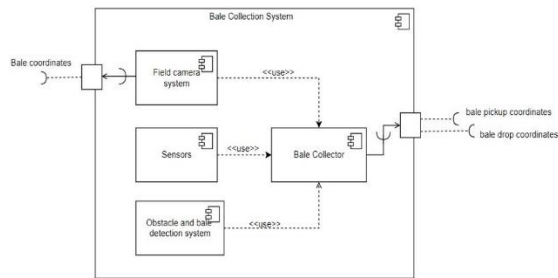 Bale Collection System
Bale coordinates
Field camera
system
<<use>>
bale pickup coordinates
bale drop coordinates
Sensors
<<use>>
Bale Collector
Obstacle and bale
detection system
<<use>>